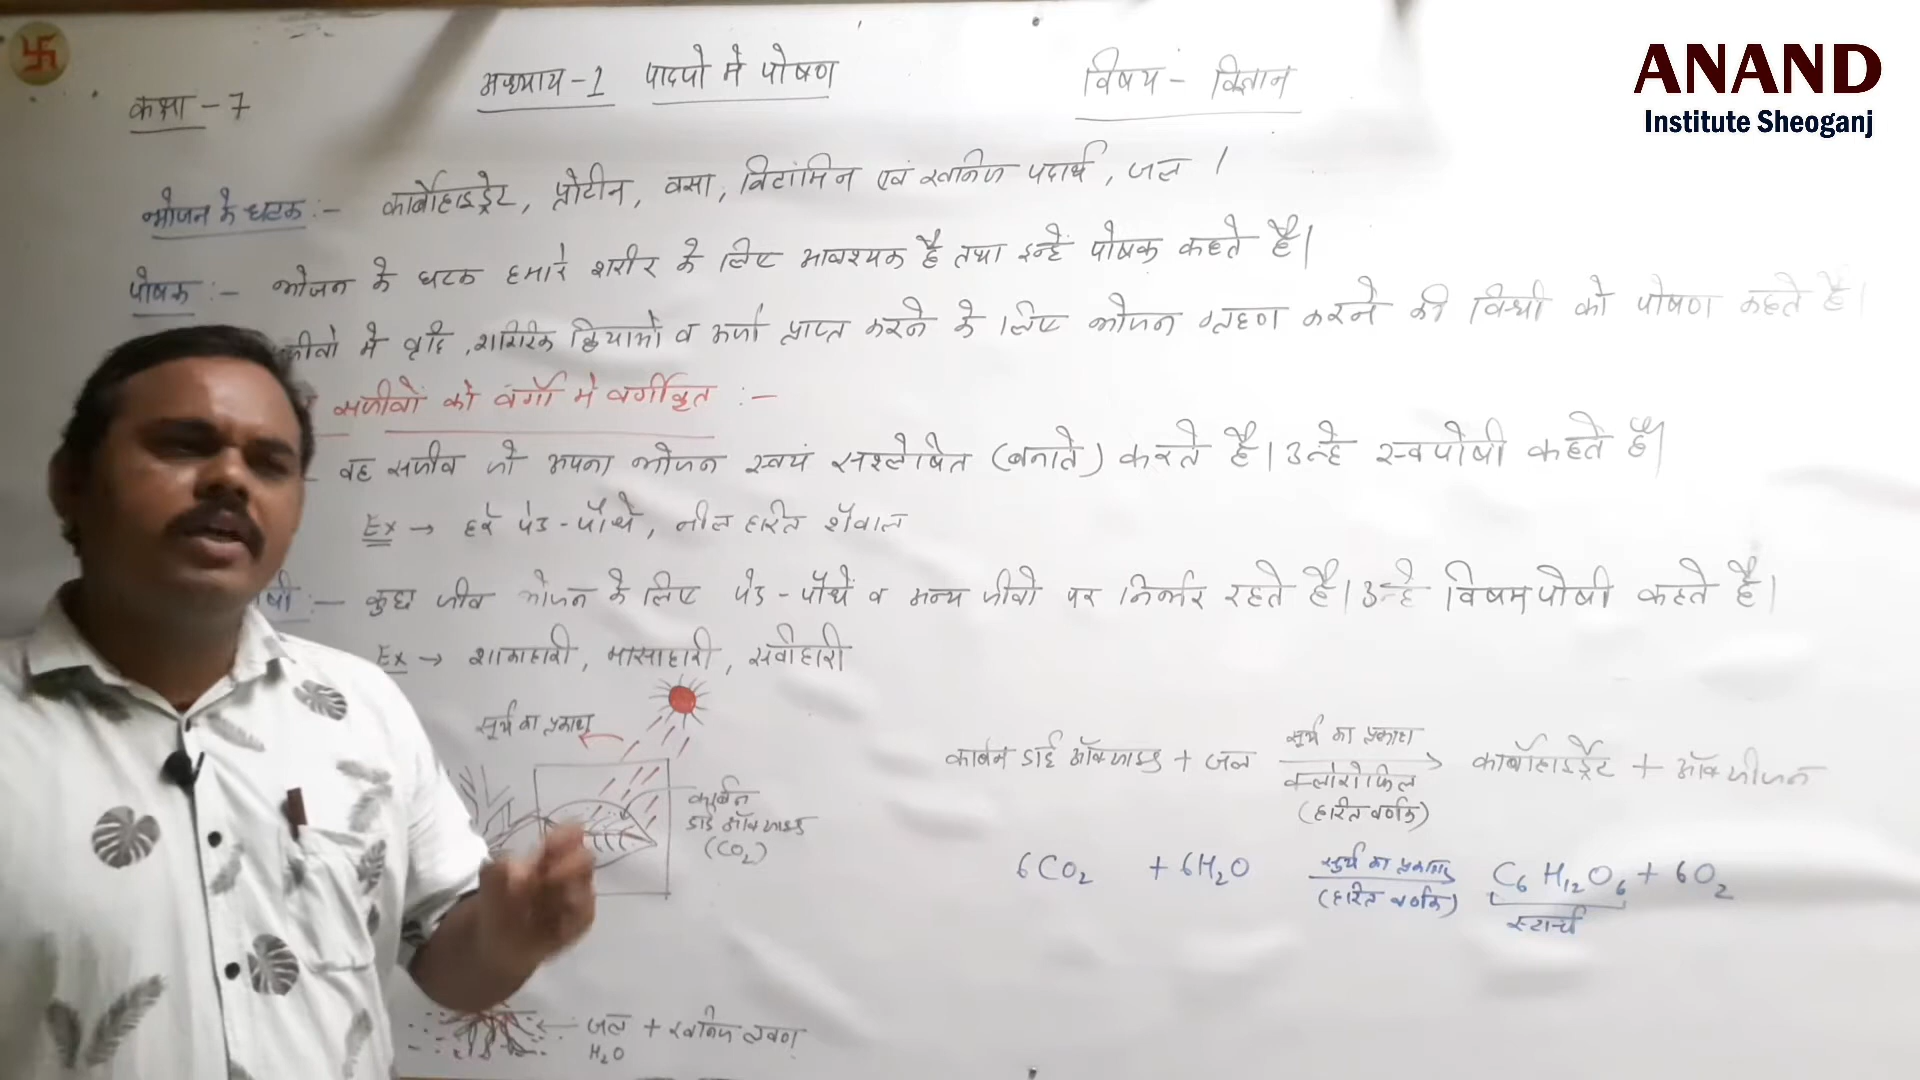 ANAND
Institute Sheoganj
कक्षा - 7
अध्याय - 1 पादपो मे पोषण
विषय - विज्ञान
भोजन के घटक :- कार्बोहाइड्रेट, प्रोटीन, वसा, विटामिन एवं खनिज पदार्थ, जल ।
पोषक :- भोजन के घटक हमारे शरीर के लिए आवश्यक है तथा इन्हें पोषक कहते है।
मे वृद्दि, शारिरिक क्रियाओं व ऊर्जा प्राप्त करने के लिए भोजन ग्रहण करने की विधी को पोषण कहते है।
सजीवों को वर्गों मे वर्गीकृत :-
वह सजीव जो अपना भोजन स्वयं सश्लेषित (बनाते) करते है। उन्हे स्वपोषी कहते है।
Ex → हरे पेड - पौधे, नील हरित शैवाल
:- कुछ जीव भोजन के लिए पेड - पौधे व अन्य जीवो पर निर्भर रहते है। उन्हे विषमपोषी कहते है।
Ex → शाकाहारी, मासाहारी, सर्वाहारी
सूर्य का प्रकाश
कार्बन
डाई ऑक्साइड
(CO2)
जल + खनिज लवण
H2O
कार्बन डाई ऑक्साइड + जल सूर्य का प्रकाश → कार्बोहाईड्रेट + ऑक्सीजन
क्लोरोफिल
(हरित वर्णक)
6CO2 + 6H2O सूर्य का प्रकाश → C6H12O6 + 6O2
(हरित वर्णक) स्टार्च